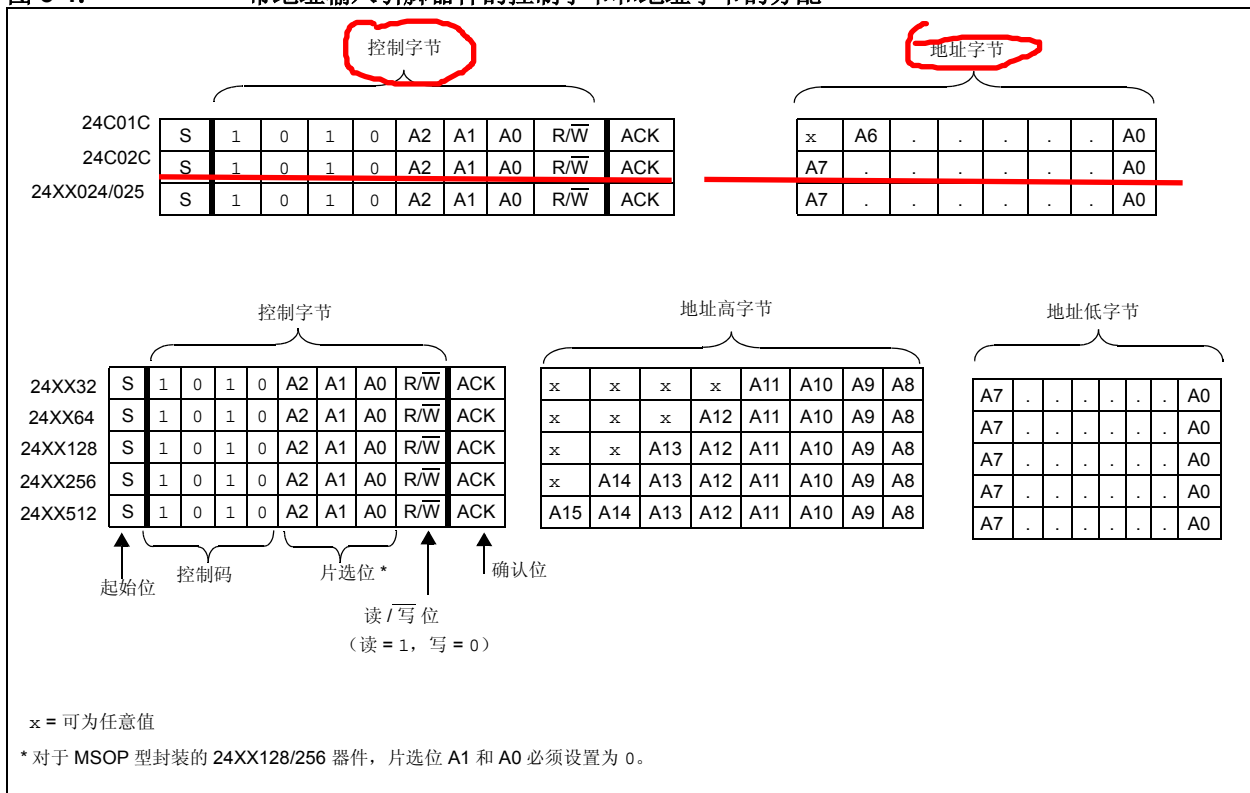 控制字节 地址字节
24C01C S 1 0 1 0 A2 A1 A0 R/W ACK x A6 . . . . . A0
24C02C S 1 0 1 0 A2 A1 A0 R/W ACK A7 . . . . . . A0
24XX024/025 S 1 0 1 0 A2 A1 A0 R/W ACK A7 . . . . . . A0
控制字节 地址高字节 地址低字节
24XX32 S 1 0 1 0 A2 A1 A0 R/W ACK x x x x A11 A10 A9 A8 A7 . . . . . . A0
24XX64 S 1 0 1 0 A2 A1 A0 R/W ACK x x x A12 A11 A10 A9 A8 A7 . . . . . . A0
24XX128 S 1 0 1 0 A2 A1 A0 R/W ACK x x A13 A12 A11 A10 A9 A8 A7 . . . . . . A0
24XX256 S 1 0 1 0 A2 A1 A0 R/W ACK x A14 A13 A12 A11 A10 A9 A8 A7 . . . . . . A0
24XX512 S 1 0 1 0 A2 A1 A0 R/W ACK A15 A14 A13 A12 A11 A10 A9 A8 A7 . . . . . . A0
起始位 控制码 片选位 * 确认位
读 / 写 位
（读 = 1，写 = 0）
x = 可为任意值
* 对于 MSOP 型封装的 24XX128/256 器件，片选位 A1 和 A0 必须设置为 0。